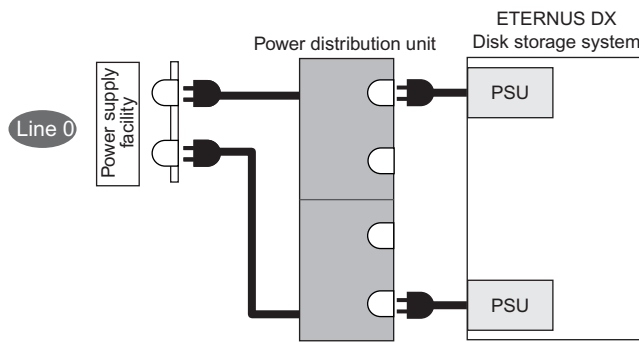 ETERNUS DX
Disk storage system
Power distribution unit
PSU
Line 0
Power supply
facility
PSU